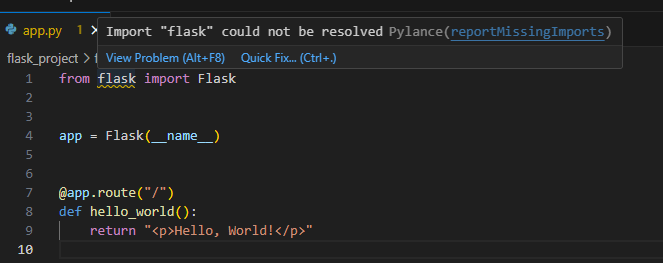 app.py 1
Import "flask" could not be resolved Pylance(reportMissingImports)
View Problem (Alt+F8) Quick Fix... (Ctrl+.)
flask_project > f
1 from flask import Flask
2
3
4 app = Flask(__name__)
5
6
7 @app.route("/")
8 def hello_world():
9 return "<p>Hello, World!</p>"
10